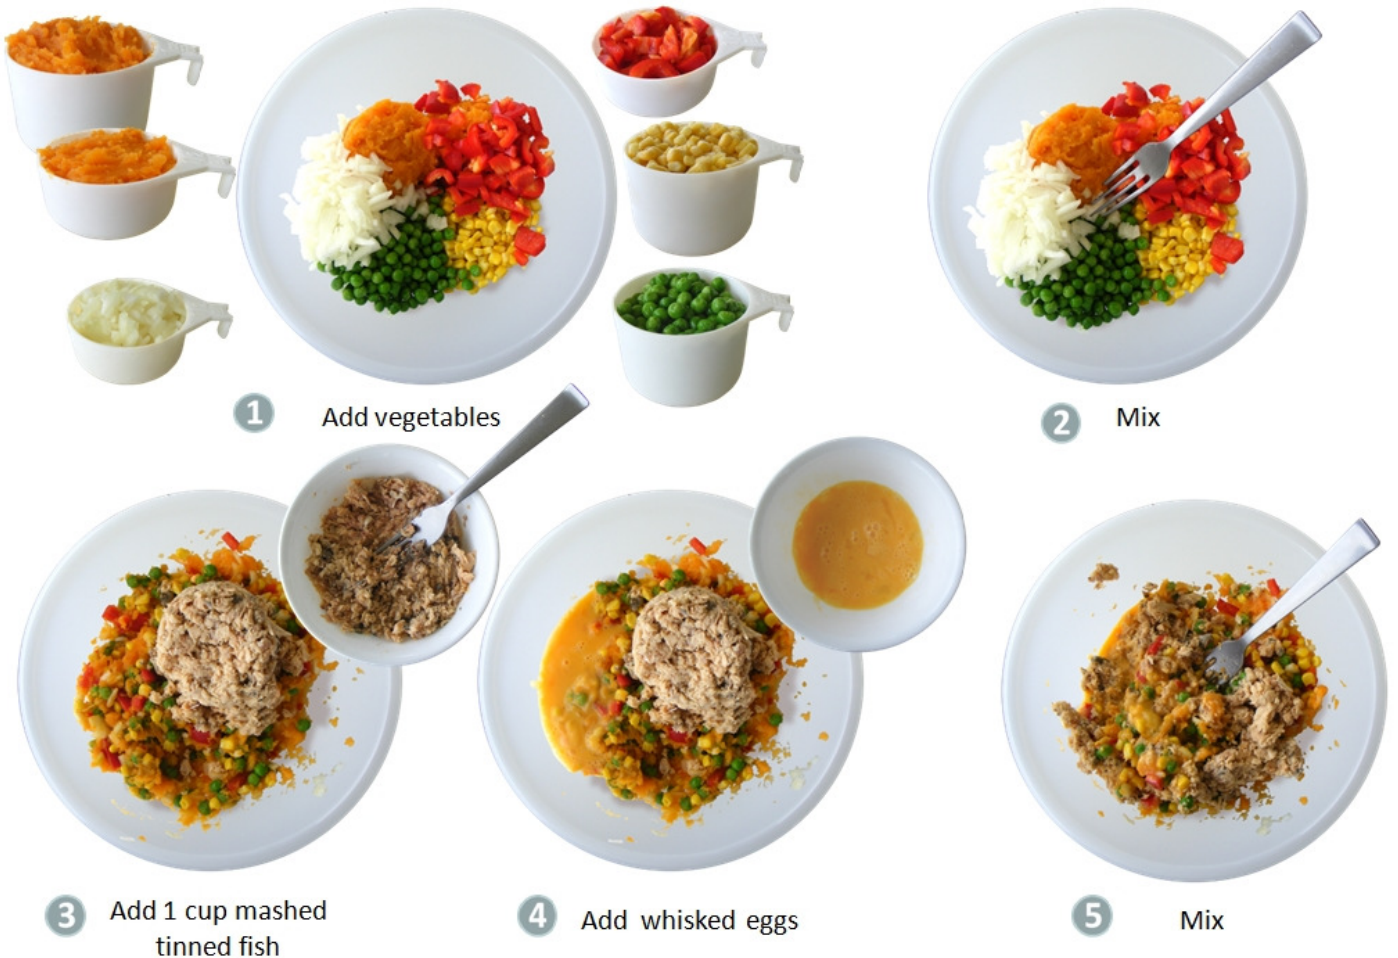 1 Add vegetables
2 Mix
3 Add 1 cup mashed
tinned fish
4 Add whisked eggs
5 Mix